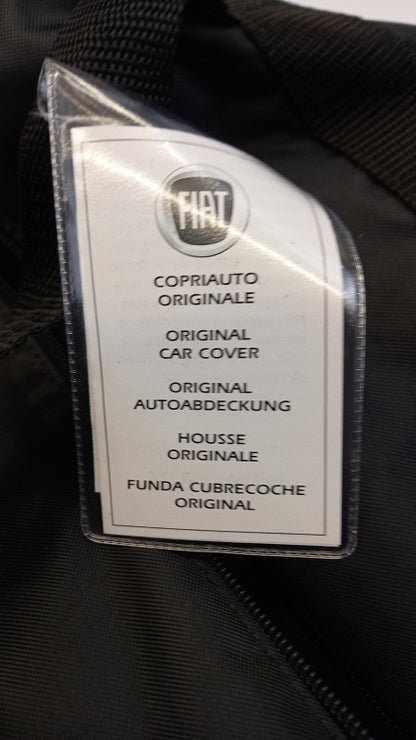 FIAT
COPRIAUTO
ORIGINALE
ORIGINAL
CAR COVER
ORIGINAL
AUTOABDECKUNG
HOUSSE
ORIGINALE
FUNDA CUBRECOCHE
ORIGINAL